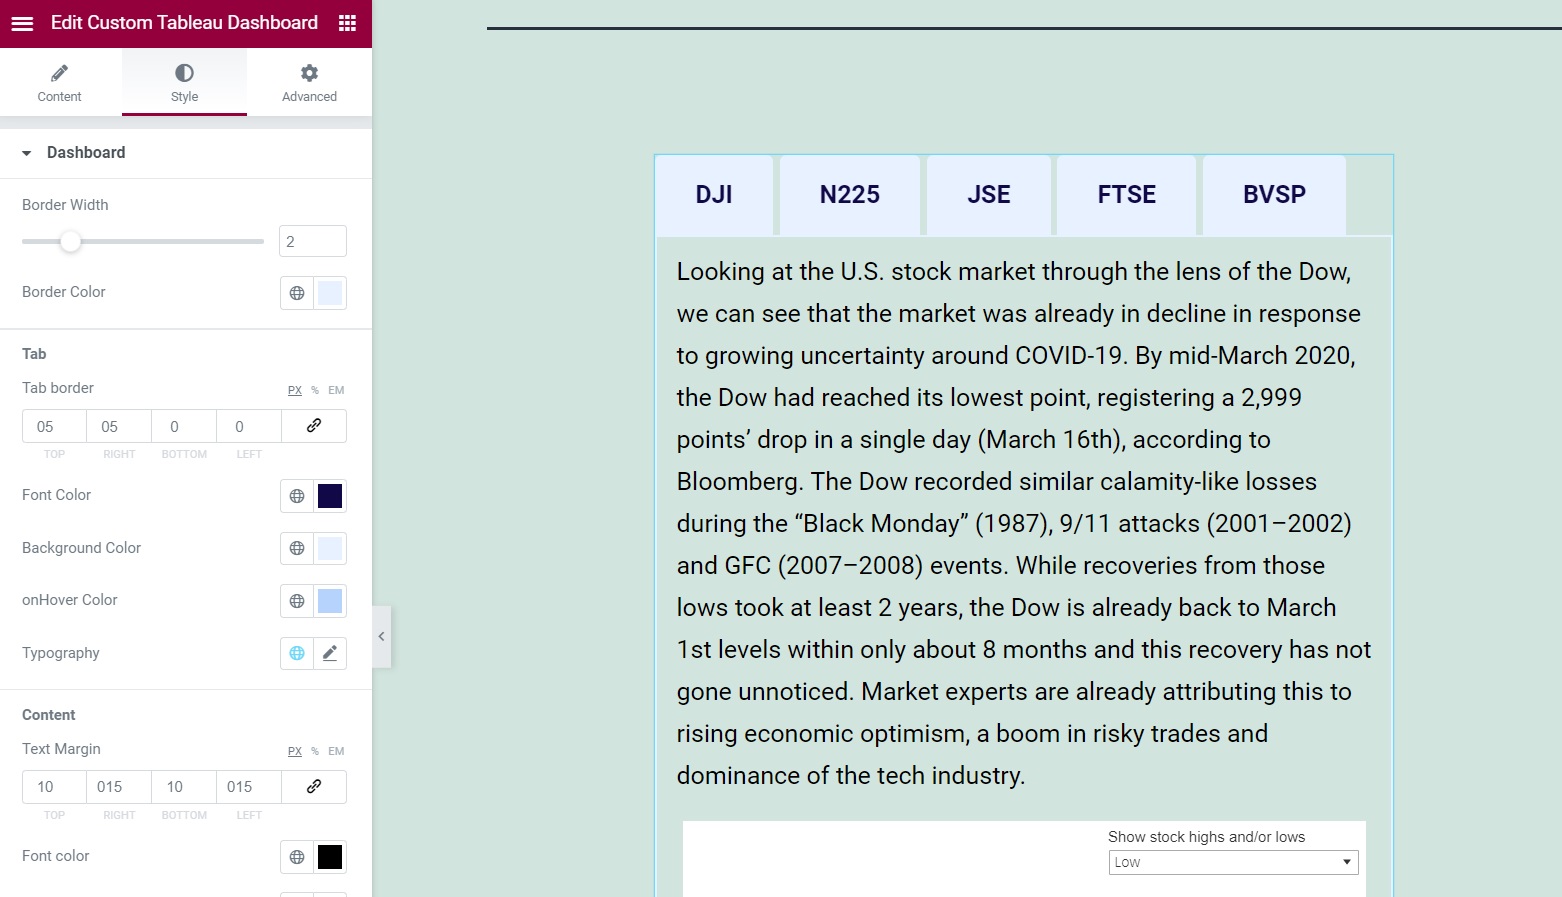 Edit Custom Tableau Dashboard
Content
Style
Advanced
Dashboard
Border Width
2
Border Color
Tab
Tab border
PX % EM
05 05 0 0
TOP RIGHT BOTTOM LEFT
Font Color
Background Color
onHover Color
Typography
Content
Text Margin
PX % EM
10 015 10 015
TOP RIGHT BOTTOM LEFT
Font color
DJI N225 JSE FTSE BVSP
Looking at the U.S. stock market through the lens of the Dow,
we can see that the market was already in decline in response
to growing uncertainty around COVID-19. By mid-March 2020,
the Dow had reached its lowest point, registering a 2,999
points’ drop in a single day (March 16th), according to
Bloomberg. The Dow recorded similar calamity-like losses
during the “Black Monday” (1987), 9/11 attacks (2001–2002)
and GFC (2007–2008) events. While recoveries from those
lows took at least 2 years, the Dow is already back to March
1st levels within only about 8 months and this recovery has not
gone unnoticed. Market experts are already attributing this to
rising economic optimism, a boom in risky trades and
dominance of the tech industry.
Show stock highs and/or lows
Low